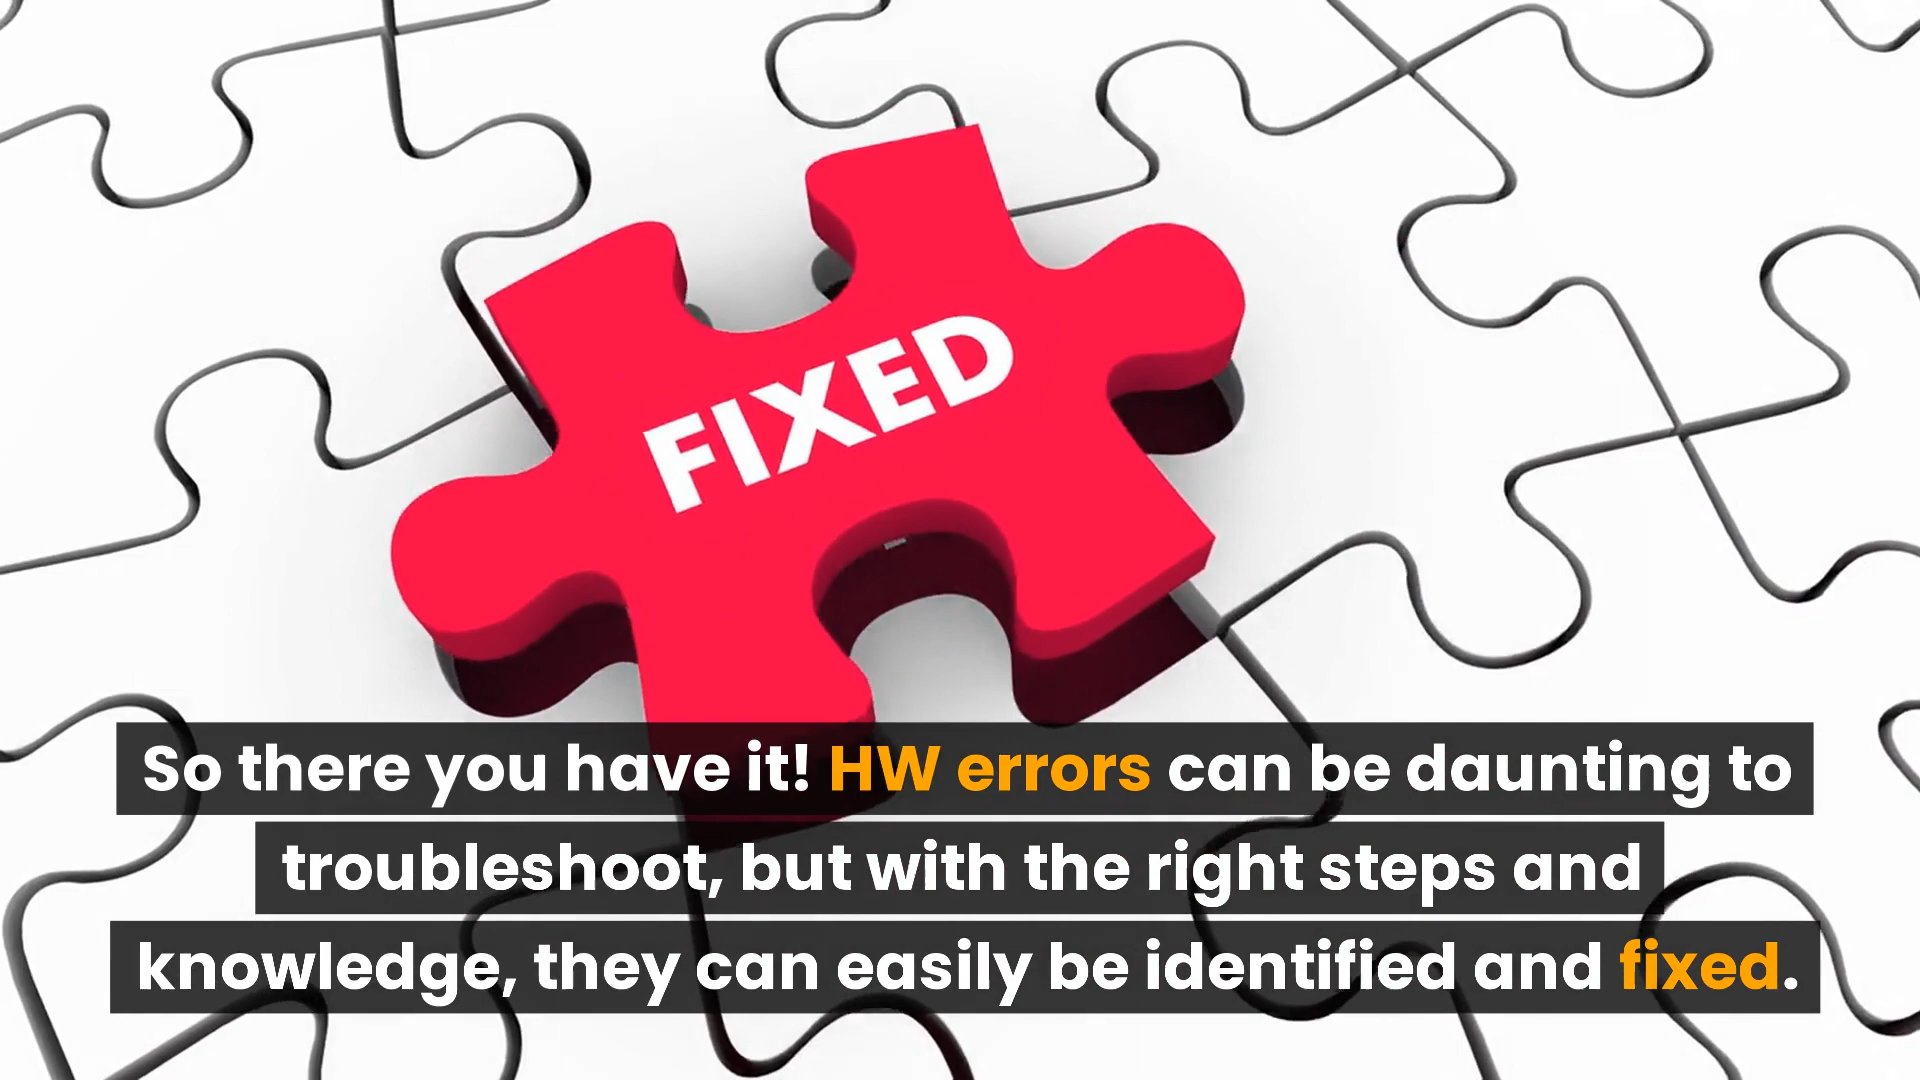 FIXED
So there you have it! HW errors can be daunting to
troubleshoot, but with the right steps and
knowledge, they can easily be identified and fixed.